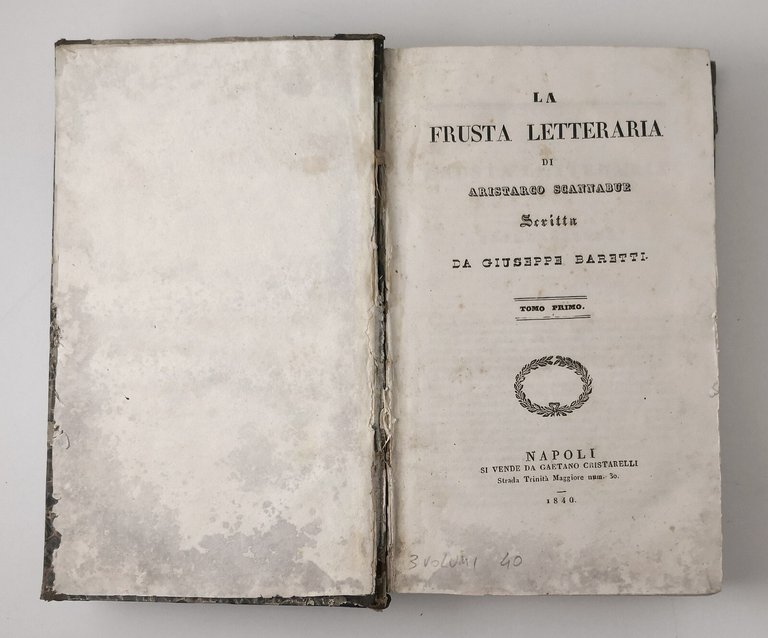 LA
FRUSTA LETTERARIA
DI
ARISTARCO SCANNABUE
Scritta
DA GIUSEPPE BARETTI.
TOMO PRIMO.
NAPOLI
SI VENDE DA GAETANO CRISTARELLI
Strada Trinità Maggiore num. 30.
1840.
3 VOLUMI 40